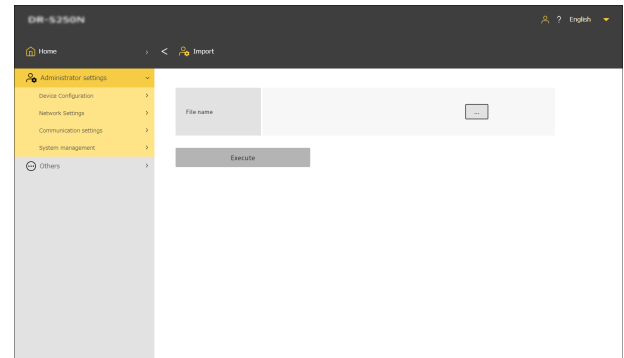 DR-S250N
? English
Home
< Import
Administrator settings
Device Configuration
Network Settings
Communication settings
System management
Others
File name
...
Execute